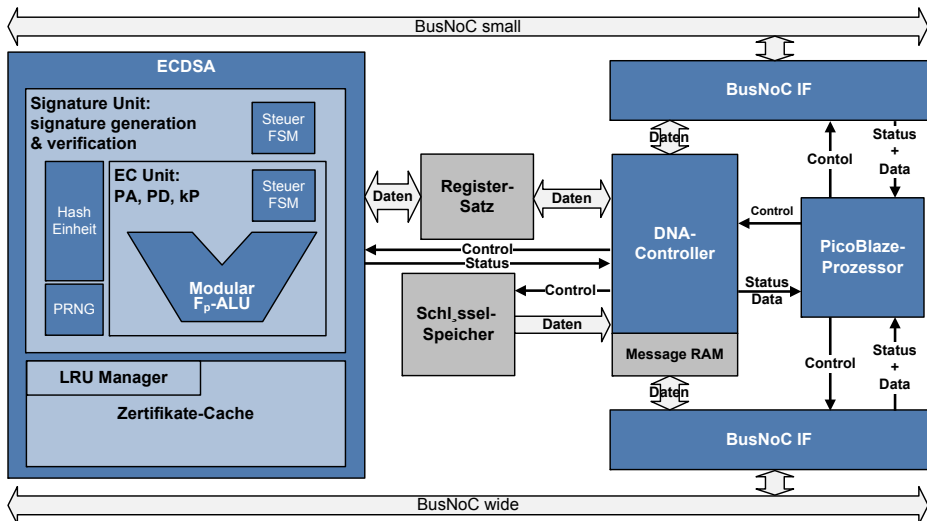 BusNoC small
ECDSA
Signature Unit:
signature generation
& verification
Steuer
FSM
Hash
Einheit
PRNG
EC Unit:
PA, PD, kP
Steuer
FSM
Modular
Fₚ-ALU
LRU Manager
Zertifikate-Cache
Daten
Register-
Satz
Daten
Control
Status
Schl¸ssel-
Speicher
Control
Daten
BusNoC IF
Daten
DNA-
Controller
Message RAM
Daten
Contol
Status
+
Data
Control
PicoBlaze-
Prozessor
Status
Data
Control
Status
+
Data
BusNoC IF
BusNoC wide